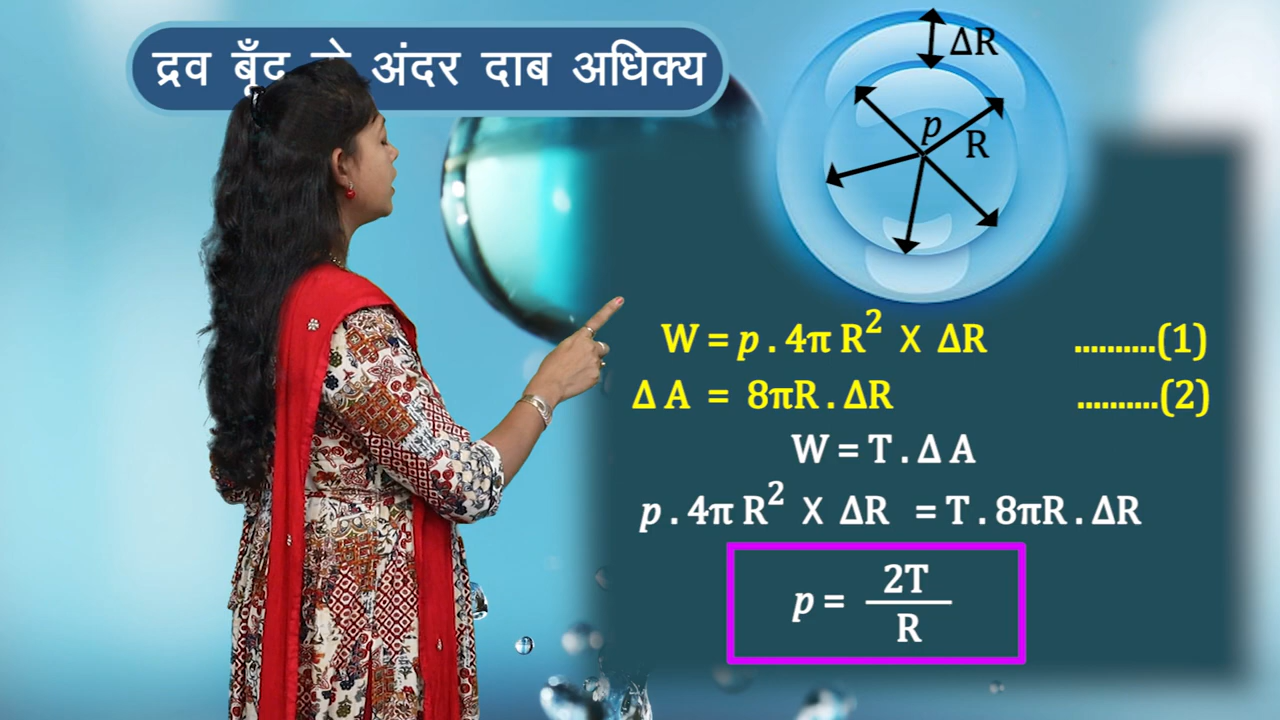 द्रव बूँद के अंदर दाब अधिक्य
ΔR
p
R
W = p . 4π R² X ΔR ..........(1)
Δ A = 8πR . ΔR ..........(2)
W = T . Δ A
p . 4π R² X ΔR = T . 8πR . ΔR
p = 2T / R